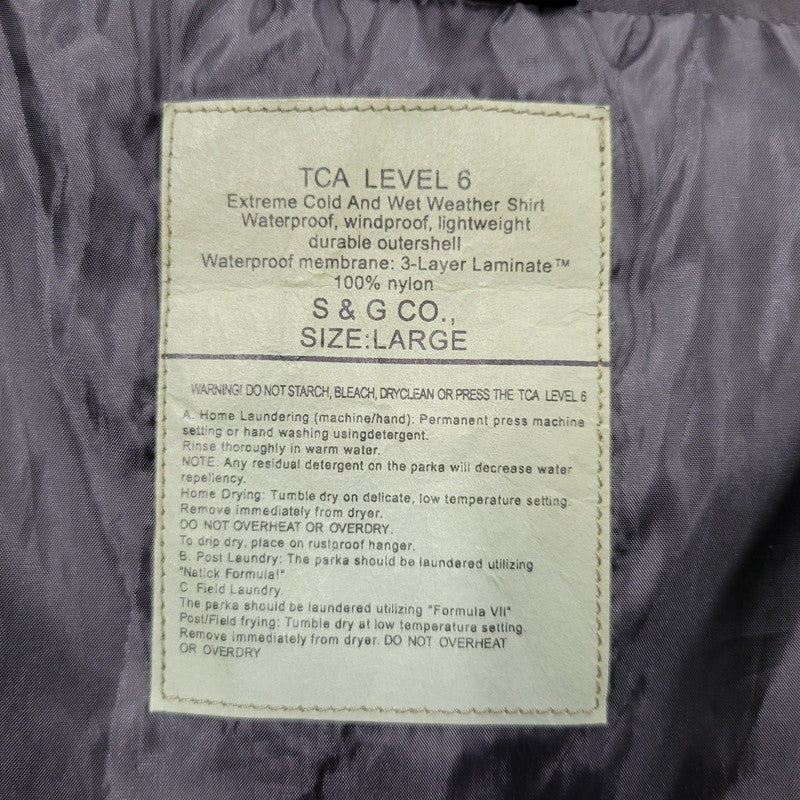 TCA LEVEL 6
Extreme Cold And Wet Weather Shirt
Waterproof, windproof, lightweight
durable outershell
Waterproof membrane: 3-Layer Laminate™
100% nylon
S & G CO.,
SIZE:LARGE
WARNING! DO NOT STARCH, BLEACH, DRYCLEAN OR PRESS THE TCA LEVEL 6
A. Home Laundering (machine/hand): Permanent press machine
setting or hand washing usingdetergent.
Rinse thoroughly in warm water.
NOTE: Any residual detergent on the parka will decrease water
repellency.
Home Drying: Tumble dry on delicate, low temperature setting.
Remove immediately from dryer.
DO NOT OVERHEAT OR OVERDRY.
To drip dry, place on rustproof hanger.
B. Post Laundry: The parka should be laundered utilizing
"Natick Formula!"
C. Field Laundry.
The parka should be laundered utilizing "Formula VII"
Post/Field frying: Tumble dry at low temperature setting.
Remove immediately from dryer. DO NOT OVERHEAT
OR OVERDRY